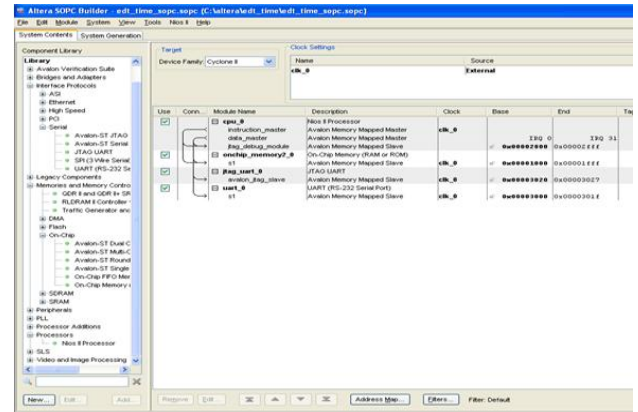 Altera SOPC Builder - edt_time_sopc.sopc (C:\altera\edt_time\edt_time_sopc.sopc)
File Edit Module System View Tools Nios II Help
System Contents System Generation
Component Library
Library
Avalon Verification Suite
Bridges and Adapters
Interface Protocols
ASI
Ethernet
High Speed
PCI
Serial
Avalon-ST JTAG
Avalon-ST Serial
JTAG UART
SPI (3 Wire Serial
UART (RS-232 Se
Legacy Components
Memories and Memory Contro
QDR II and QDR II+ SR
RLDRAM II Controller
Traffic Generator and
DMA
Flash
On-Chip
Avalon-ST Dual C
Avalon-ST Multi-C
Avalon-ST Round
Avalon-ST Single
On-Chip FIFO Mem
On-Chip Memory
SDRAM
SRAM
Peripherals
PLL
Processor Additions
Processors
Nios II Processor
SLS
Video and Image Processing
New... Edit... Add...
Target
Device Family: Cyclone II
Clock Settings
Name Source
clk_0 External
Use Conn... Module Name Description Clock Base End Tag
cpu_0 Nios II Processor
instruction_master Avalon Memory Mapped Master clk_0
data_master Avalon Memory Mapped Master IRQ 0 IRQ 31
jtag_debug_module Avalon Memory Mapped Slave 0x00002800 0x00002fff
onchip_memory2_0 On-Chip Memory (RAM or ROM)
s1 Avalon Memory Mapped Slave clk_0 0x00001fff
jtag_uart_0 JTAG UART
avalon_jtag_slave Avalon Memory Mapped Slave clk_0 0x00003020 0x00003027
uart_0 UART (RS-232 Serial Port)
s1 Avalon Memory Mapped Slave clk_0 0x00003000 0x0000301f
Remove Edit... Address Map... Filters... Filter: Default